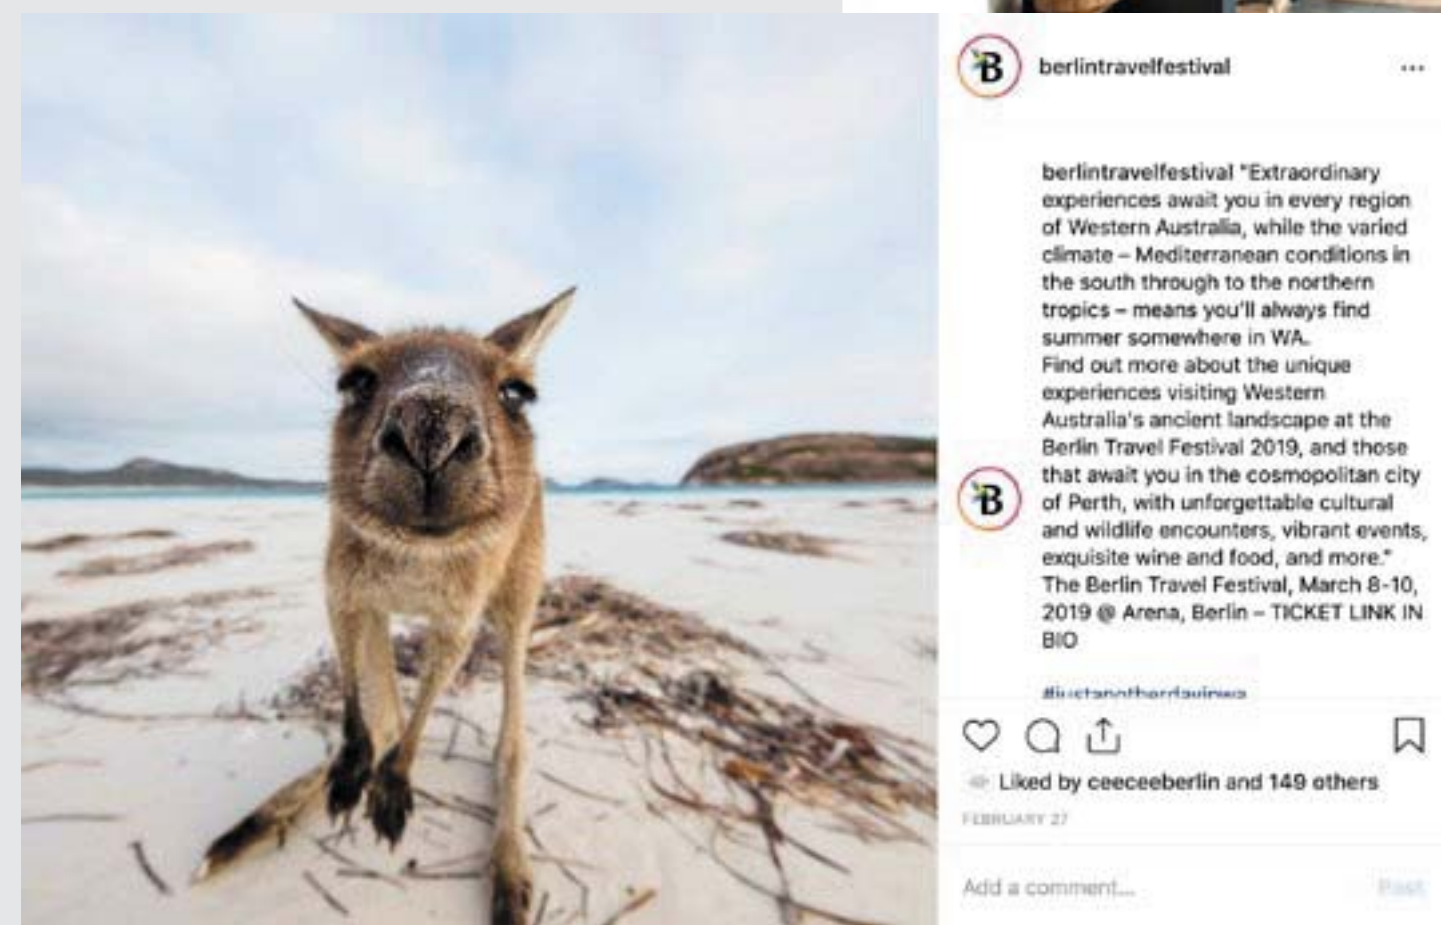 B
berlintravelfestival
...
berlintravelfestival "Extraordinary
experiences await you in every region
of Western Australia, while the varied
climate – Mediterranean conditions in
the south through to the northern
tropics – means you'll always find
summer somewhere in WA.
Find out more about the unique
experiences visiting Western
Australia's ancient landscape at the
Berlin Travel Festival 2019, and those
that await you in the cosmopolitan city
B
of Perth, with unforgettable cultural
and wildlife encounters, vibrant events,
exquisite wine and food, and more."
The Berlin Travel Festival, March 8-10,
2019 @ Arena, Berlin – TICKET LINK IN
BIO
#justanotherdayinwa
Liked by ceeceeberlin and 149 others
FEBRUARY 27
Add a comment...
Post